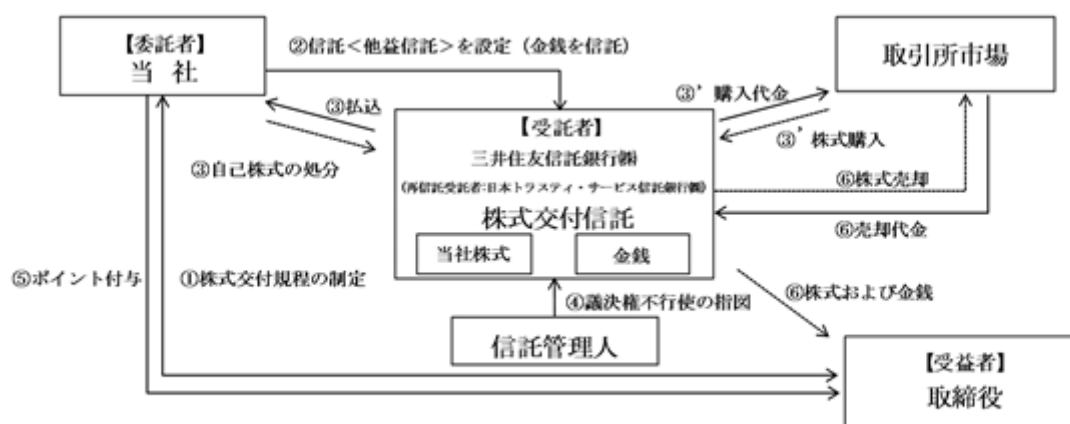 【委託者】
当 社
②信託<他益信託>を設定（金銭を信託）
取引所市場
③払込
③自己株式の処分
③’購入代金
③’株式購入
【受託者】
三井住友信託銀行㈱
（再信託受託者：日本トラスティ・サービス信託銀行㈱）
株式交付信託
当社株式
金銭
⑥株式売却
⑥売却代金
⑤ポイント付与
①株式交付規程の制定
④議決権不行使の指図
⑥株式および金銭
信託管理人
【受益者】
取締役